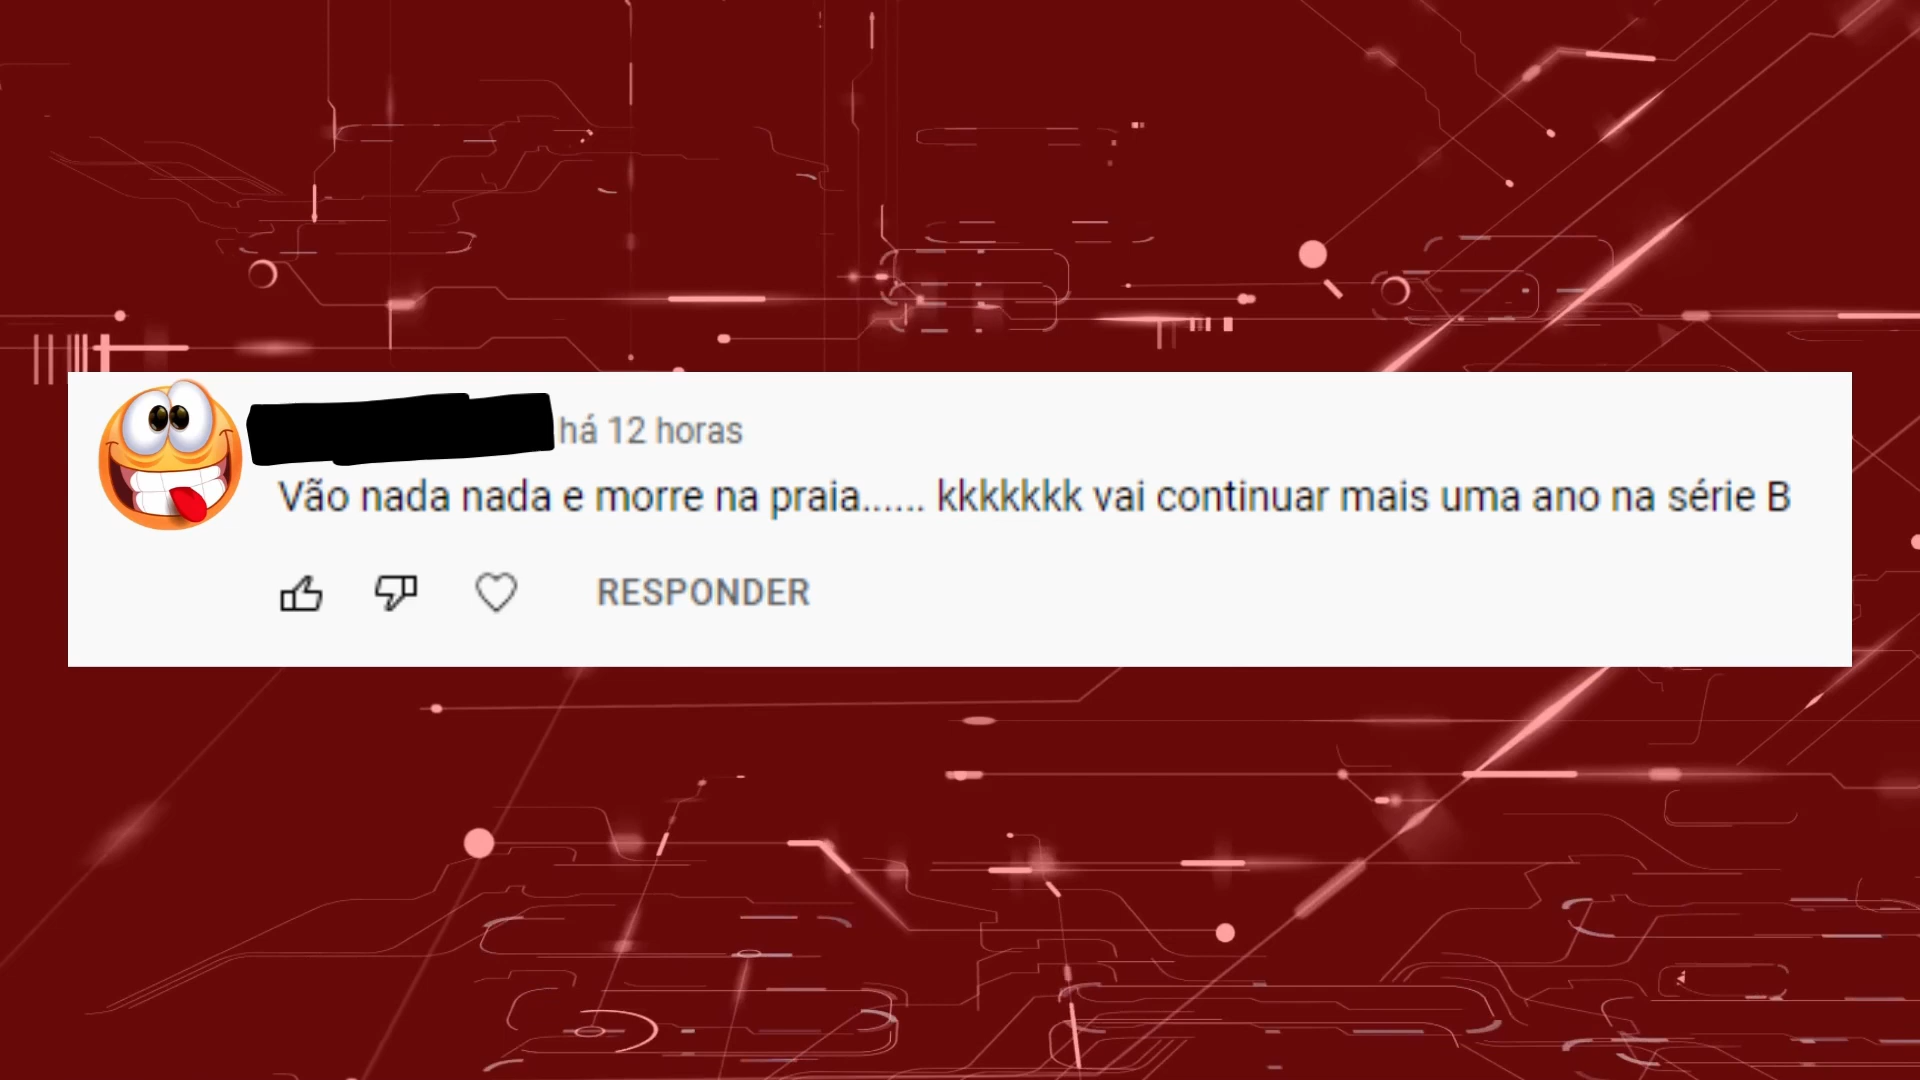 há 12 horas
Vão nada nada e morre na praia...... kkkkkkk vai continuar mais uma ano na série B
RESPONDER